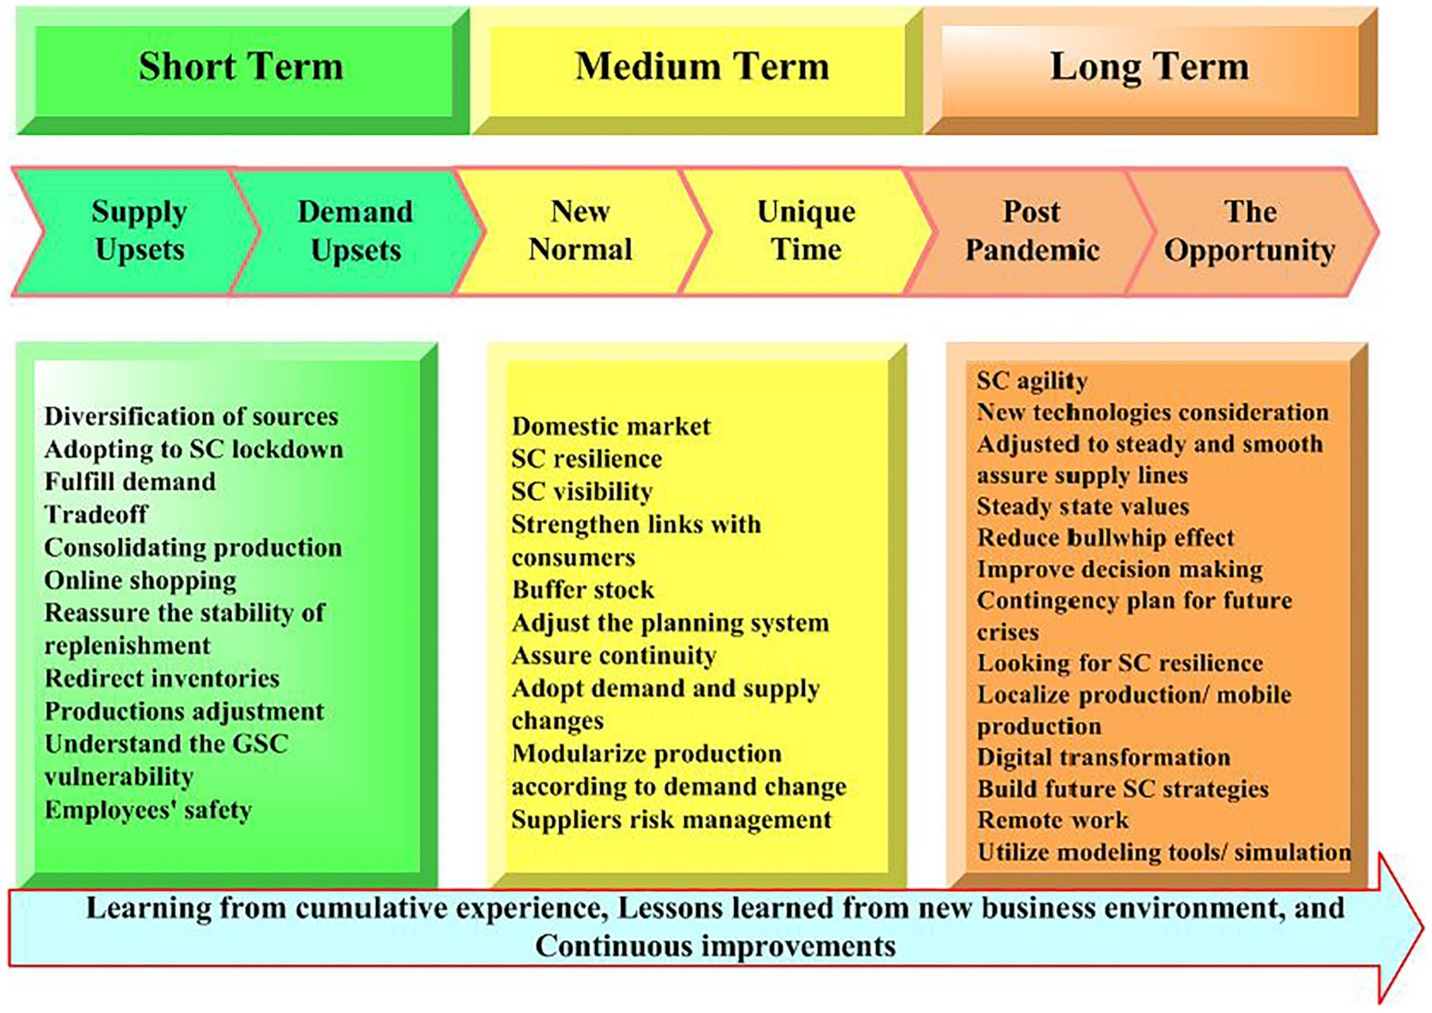 Short Term
Medium Term
Long Term
Supply
Upsets
Demand
Upsets
New
Normal
Unique
Time
Post
Pandemic
The
Opportunity
Diversification of sources
Adopting to SC lockdown
Fulfill demand
Tradeoff
Consolidating production
Online shopping
Reassure the stability of
replenishment
Redirect inventories
Productions adjustment
Understand the GSC
vulnerability
Employees' safety
Domestic market
SC resilience
SC visibility
Strengthen links with
consumers
Buffer stock
Adjust the planning system
Assure continuity
Adopt demand and supply
changes
Modularize production
according to demand change
Suppliers risk management
SC agility
New technologies consideration
Adjusted to steady and smooth
assure supply lines
Steady state values
Reduce bullwhip effect
Improve decision making
Contingency plan for future
crises
Looking for SC resilience
Localize production/ mobile
production
Digital transformation
Build future SC strategies
Remote work
Utilize modeling tools/ simulation
Learning from cumulative experience, Lessons learned from new business environment, and
Continuous improvements